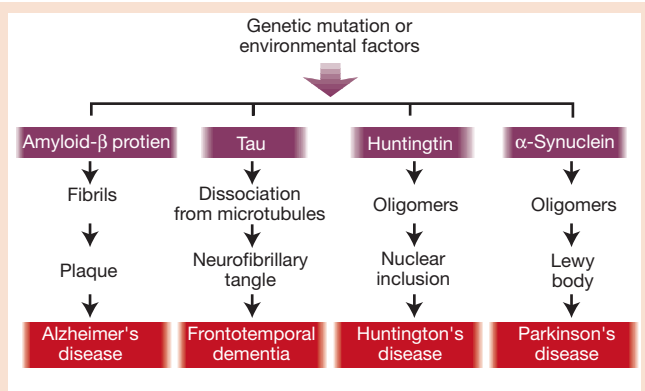 Genetic mutation or
environmental factors
Amyloid-β protien
Tau
Huntingtin
α-Synuclein
Fibrils
Dissociation
from microtubules
Oligomers
Oligomers
Plaque
Neurofibrillary
tangle
Nuclear
inclusion
Lewy
body
Alzheimer's
disease
Frontotemporal
dementia
Huntington's
disease
Parkinson's
disease